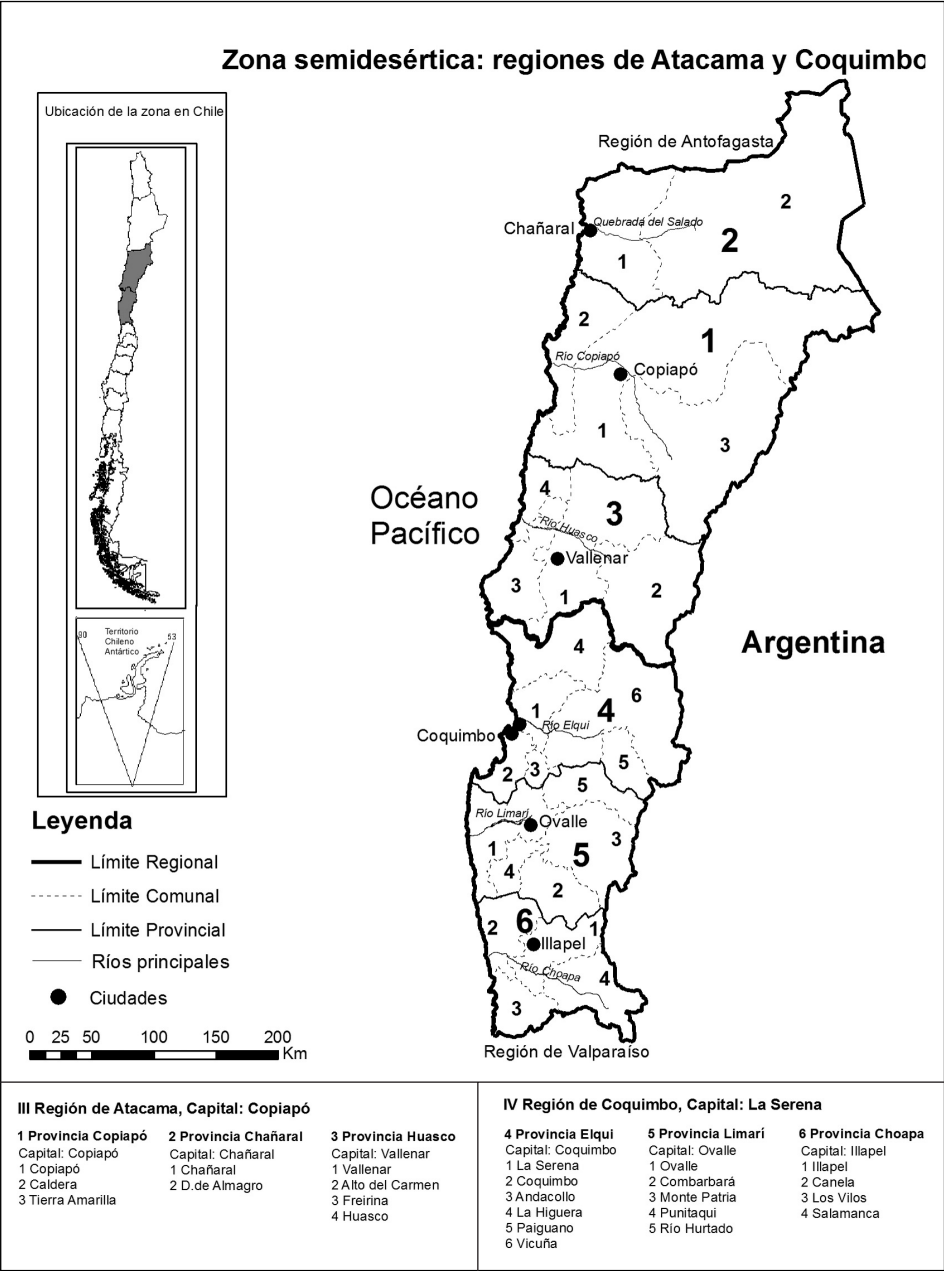 Zona semidesértica: regiones de Atacama y Coquimbo
Ubicación de la zona en Chile
90
53
Territorio
Chileno
Antártico
Región de Antofagasta
2
Quebrada del Salado
Chañaral
2
1
2
1
Río Copiapó
Copiapó
1
3
Océano
Pacífico
4
3
Río Huasco
Vallenar
3
1
2
Argentina
4
6
1
4
Río Elqui
Coquimbo
5
2
3
5
Río Limarí
Ovalle
3
1
5
4
2
6
2
1
Illapel
Río Choapa
4
3
Región de Valparaíso
Leyenda
Límite Regional
Límite Comunal
Límite Provincial
Ríos principales
Ciudades
0 25 50 100 150 200
Km
III Región de Atacama, Capital: Copiapó
1 Provincia Copiapó
Capital: Copiapó
1 Copiapó
2 Caldera
3 Tierra Amarilla
2 Provincia Chañaral
Capital: Chañaral
1 Chañaral
2 D.de Almagro
3 Provincia Huasco
Capital: Vallenar
1 Vallenar
2 Alto del Carmen
3 Freirina
4 Huasco
IV Región de Coquimbo, Capital: La Serena
4 Provincia Elqui
Capital: Coquimbo
1 La Serena
2 Coquimbo
3 Andacollo
4 La Higuera
5 Paiguano
6 Vicuña
5 Provincia Limarí
Capital: Ovalle
1 Ovalle
2 Combarbará
3 Monte Patria
4 Punitaqui
5 Río Hurtado
6 Provincia Choapa
Capital: Illapel
1 Illapel
2 Canela
3 Los Vilos
4 Salamanca